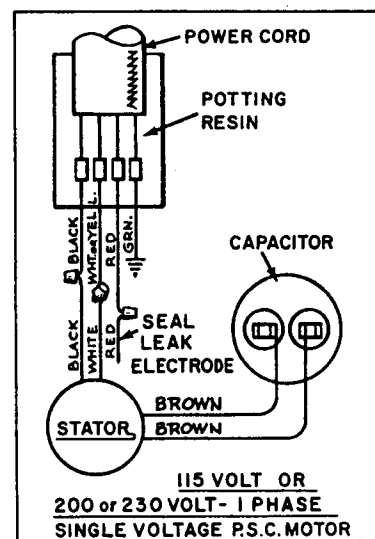 POWER CORD
POTTING
RESIN
BLACK
WHT. or YEL L.
RED
GRN.
CAPACITOR
BLACK
WHITE
RED
SEAL
LEAK
ELECTRODE
BROWN
BROWN
STATOR
115 VOLT OR
200 or 230 VOLT - 1 PHASE
SINGLE VOLTAGE P.S.C. MOTOR